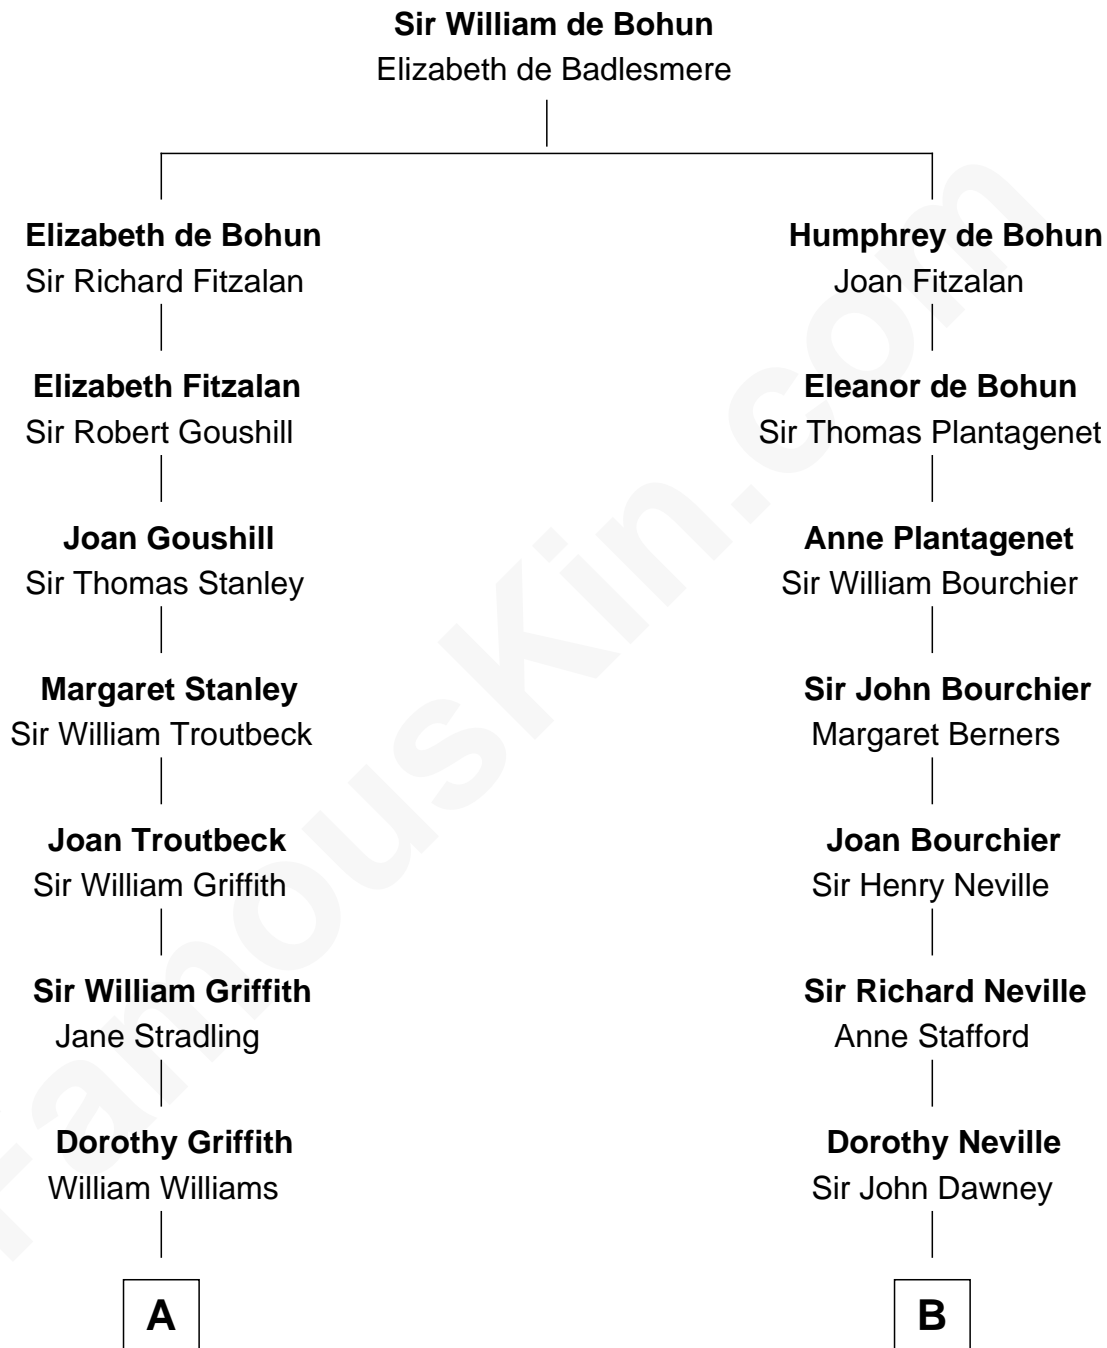 Sir William de Bohun
Elizabeth de Badlesmere
Elizabeth de Bohun
Sir Richard Fitzalan
Humphrey de Bohun
Joan Fitzalan
Elizabeth Fitzalan
Sir Robert Goushill
Eleanor de Bohun
Sir Thomas Plantagenet
Joan Goushill
Sir Thomas Stanley
Anne Plantagenet
Sir William Bourchier
Margaret Stanley
Sir William Troutbeck
Sir John Bourchier
Margaret Berners
Joan Troutbeck
Sir William Griffith
Joan Bourchier
Sir Henry Neville
Sir William Griffith
Jane Stradling
Sir Richard Neville
Anne Stafford
Dorothy Griffith
William Williams
Dorothy Neville
Sir John Dawney
A
B
FamousKin.com